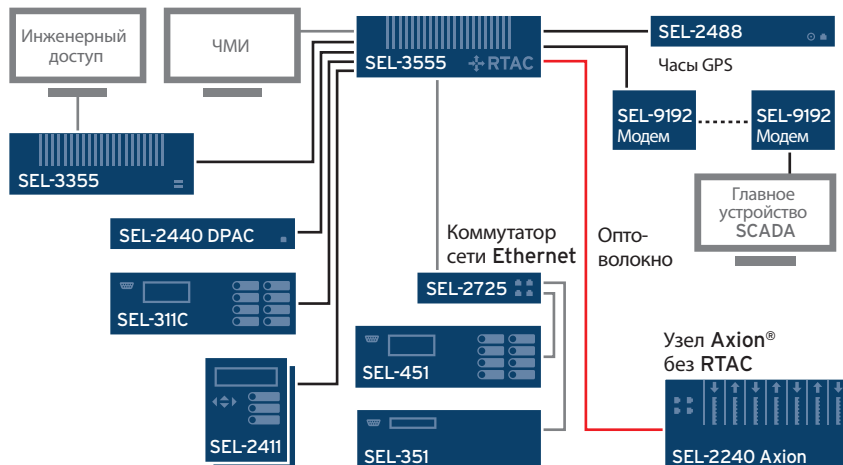 Инженерный
доступ
ЧМИ
SEL-3555
RTAC
SEL-2488
Часы GPS
SEL-9192
Модем
SEL-9192
Модем
SEL-3355
Главное
устройство
SCADA
SEL-2440 DPAC
Коммутатор
сети Ethernet
Опто-
волокно
SEL-2725
SEL-311C
SEL-451
Узел Axion®
без RTAC
SEL-2411
SEL-351
SEL-2240 Axion